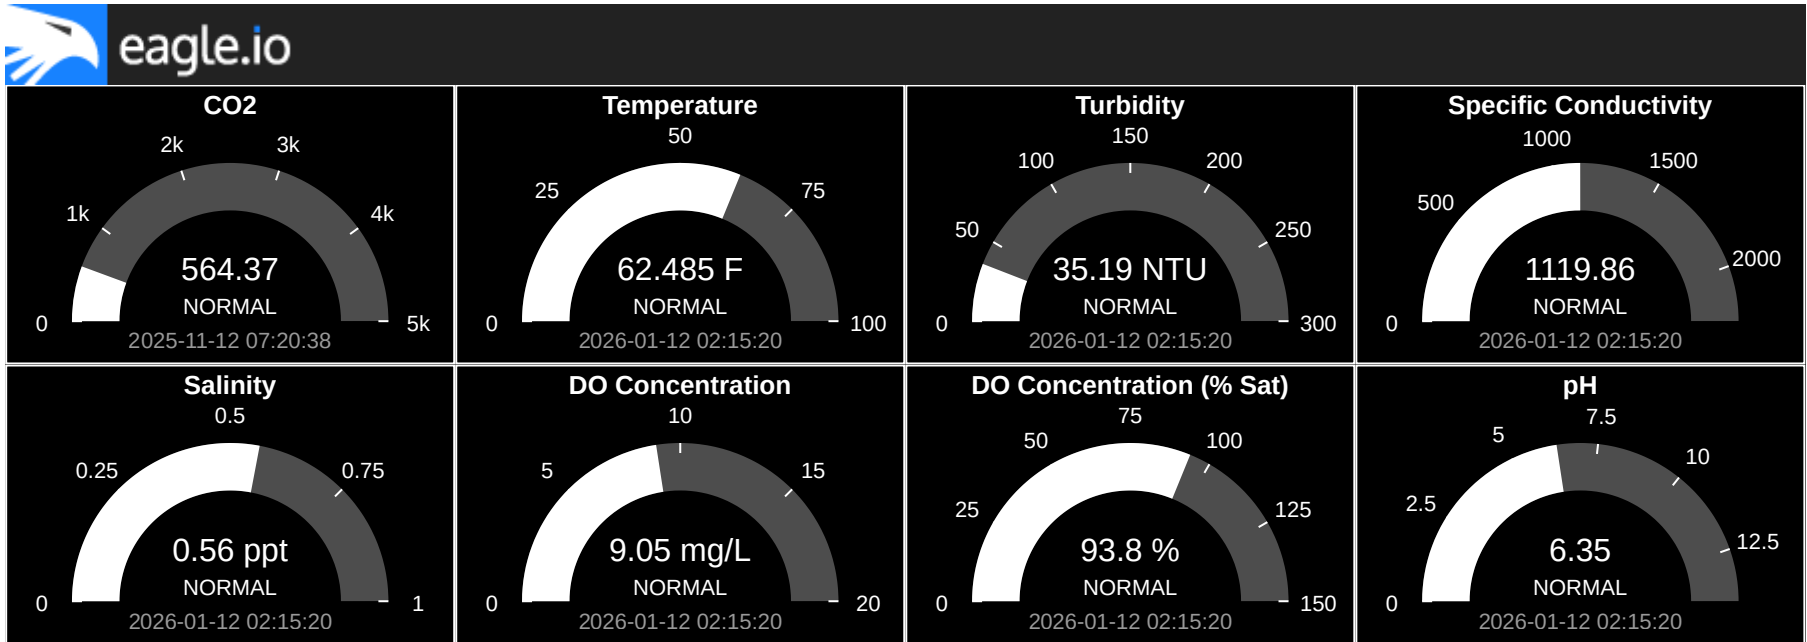 eagle.io
CO2
0
1k
2k
3k
4k
5k
564.37
NORMAL
2025-11-12 07:20:38
Temperature
0
25
50
75
100
62.485 F
NORMAL
2026-01-12 02:15:20
Turbidity
0
50
100
150
200
250
300
35.19 NTU
NORMAL
2026-01-12 02:15:20
Specific Conductivity
0
500
1000
1500
2000
1119.86
NORMAL
2026-01-12 02:15:20
Salinity
0
0.25
0.5
0.75
1
0.56 ppt
NORMAL
2026-01-12 02:15:20
DO Concentration
0
5
10
15
20
9.05 mg/L
NORMAL
2026-01-12 02:15:20
DO Concentration (% Sat)
0
25
50
75
100
125
150
93.8 %
NORMAL
2026-01-12 02:15:20
pH
0
2.5
5
7.5
10
12.5
6.35
NORMAL
2026-01-12 02:15:20